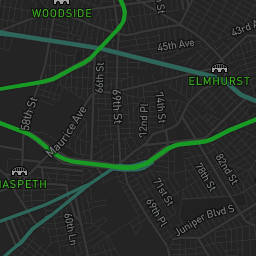 WOODSIDE
43rd A
45th Ave
ELMHURST
66th St
69th St
74th St
72nd Pl
58th St
Maurice Ave
ASPETH
78th St
82nd St
71st St
69th Pl
60th Ln
Juniper Blvd S